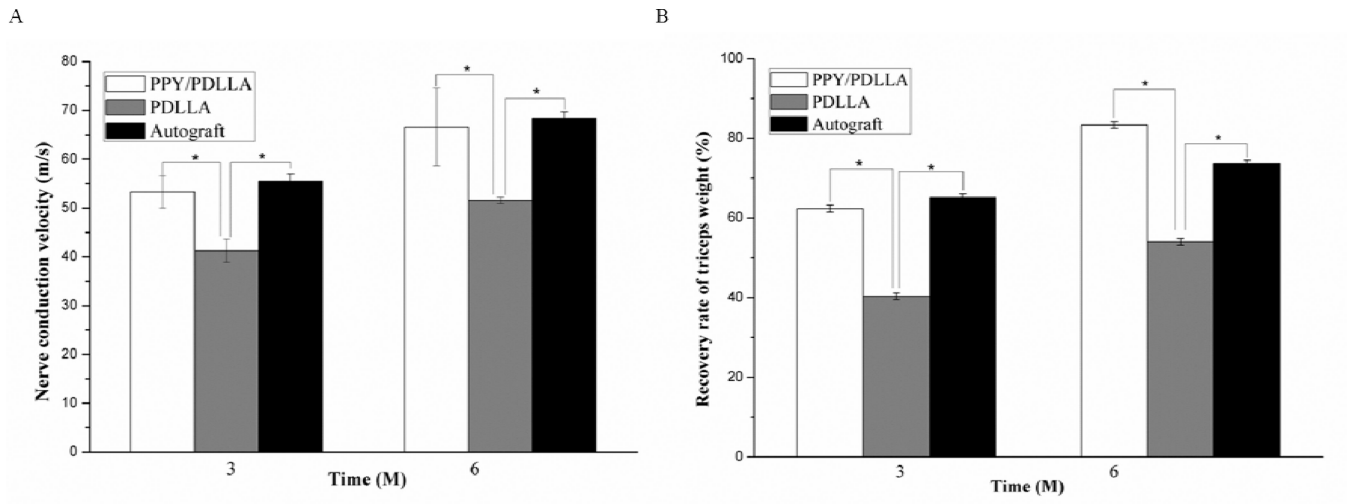 A
80
70
60
50
40
30
20
10
0
Nerve conduction velocity (m/s)
PPY/PDLLA
PDLLA
Autograft
*
*
*
*
3
6
Time (M)
B
100
80
60
40
20
0
Recovery rate of triceps weight (%)
PPY/PDLLA
PDLLA
Autograft
*
*
*
*
3
6
Time (M)